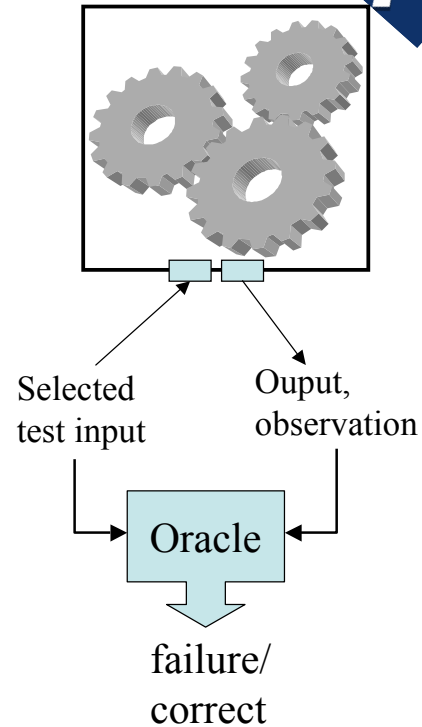 Selected
test input
Ouput,
observation
Oracle
failure/
correct